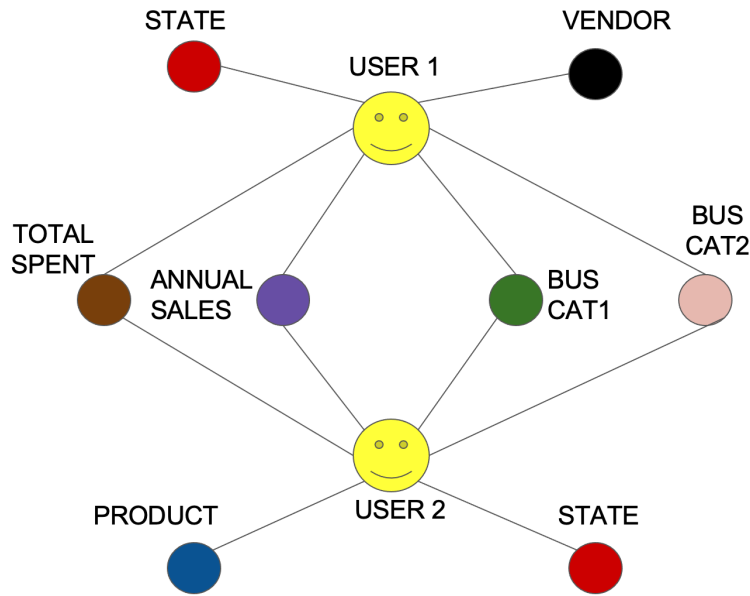 STATE
VENDOR
USER 1
TOTAL
SPENT
ANNUAL
SALES
BUS
CAT1
BUS
CAT2
USER 2
PRODUCT
STATE